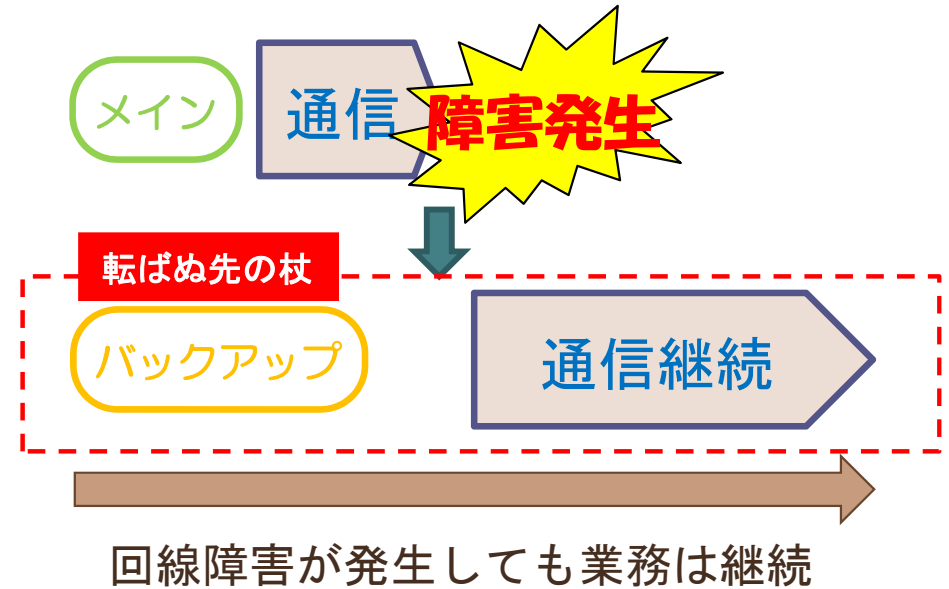 メイン
通信
障害発生
転ばぬ先の杖
バックアップ
通信継続
回線障害が発生しても業務は継続